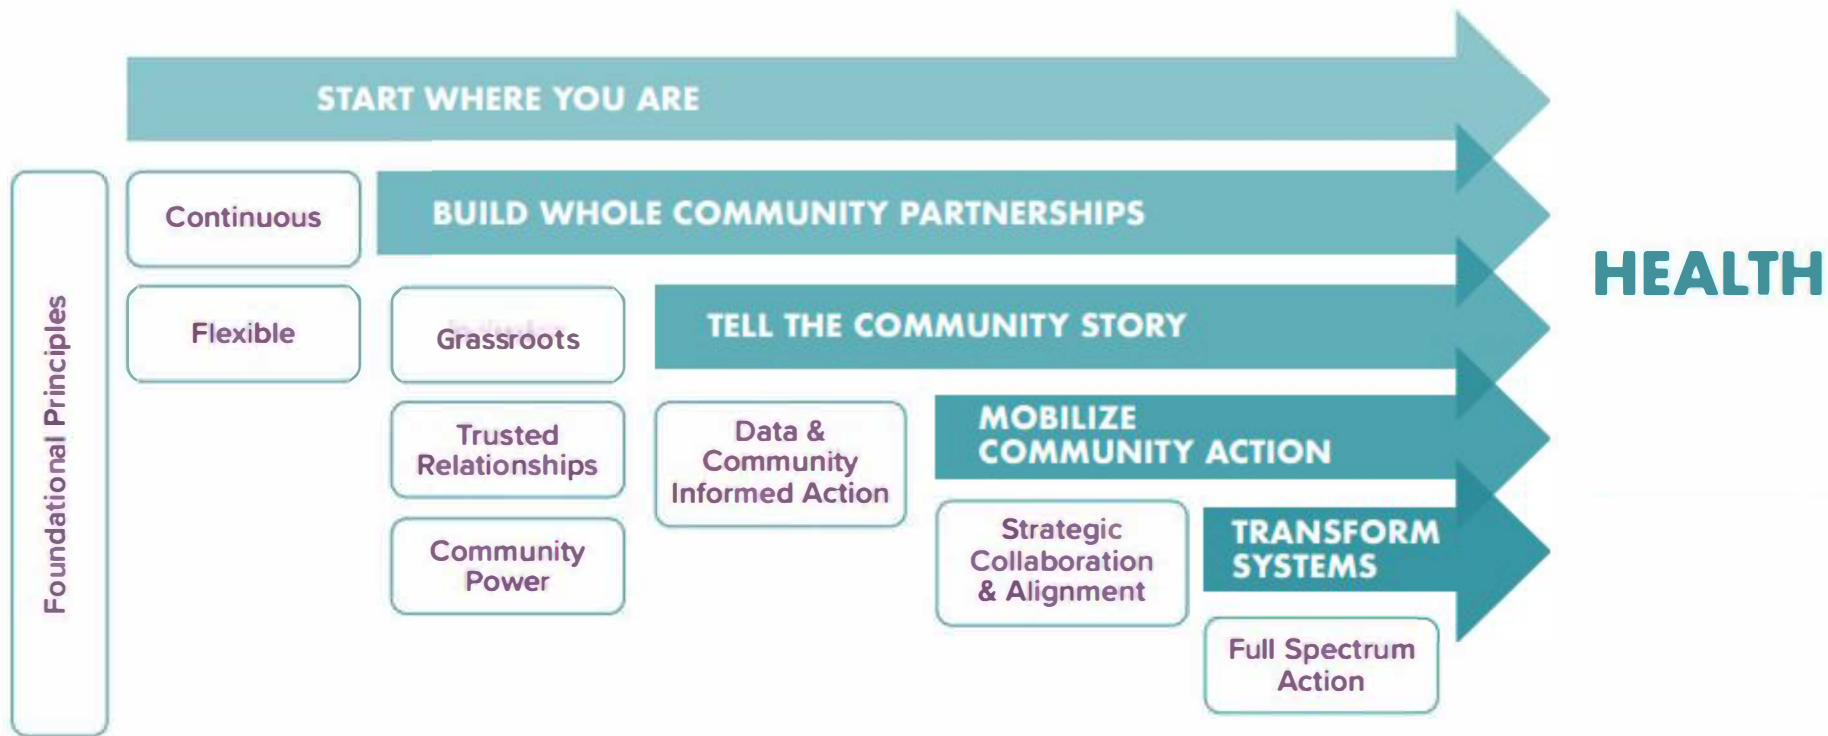 START WHERE YOU ARE
Foundational Principles
Continuous
BUILD WHOLE COMMUNITY PARTNERSHIPS
HEALTH
Flexible
Grassroots
TELL THE COMMUNITY STORY
Trusted
Relationships
Data &
Community
Informed Action
MOBILIZE
COMMUNITY ACTION
Community
Power
Strategic
Collaboration
& Alignment
TRANSFORM
SYSTEMS
Full Spectrum
Action